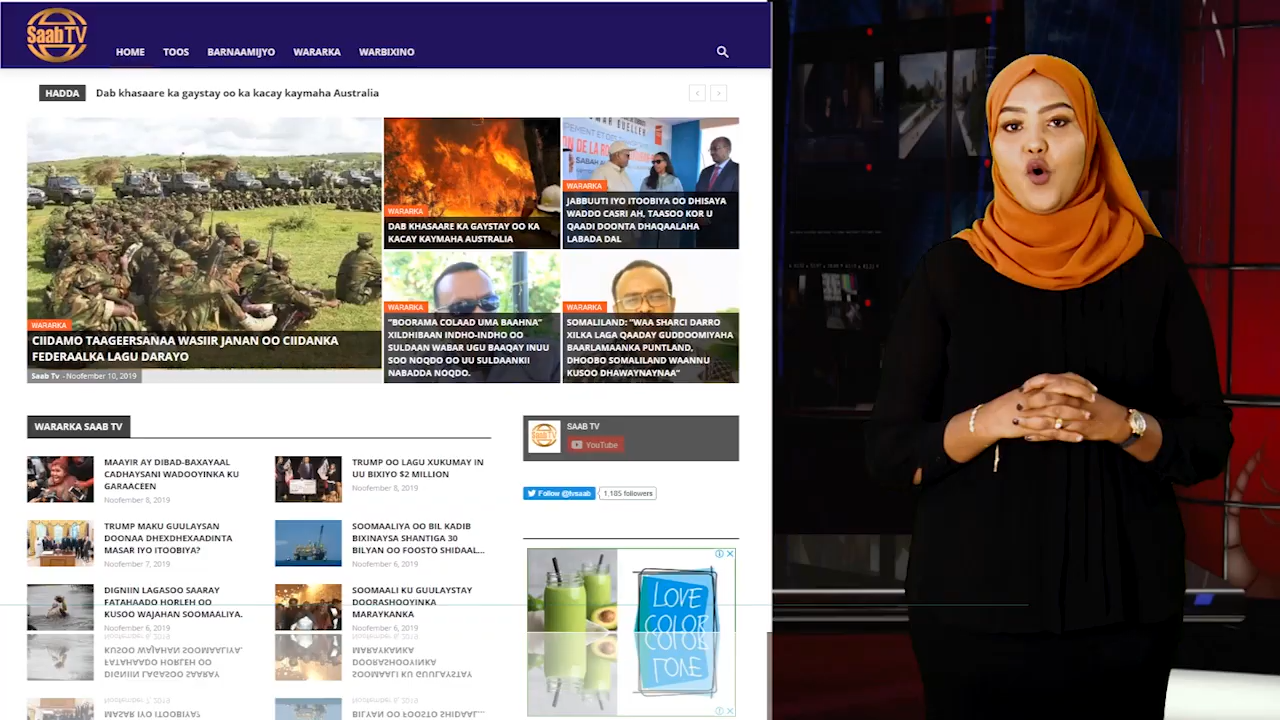 Saab TV
HOME TOOS BARNAAMIJYO WARARKA WARBIXINO
HADDA Dab khasaare ka gaystay oo ka kacay kaymaha Australia
WARARKA
CIIDAMO TAAGEERSANAA WASIIR JANAN OO CIIDANKA
FEDERAALKA LAGU DARAYO
Saab Tv - Noofember 10, 2019
WARARKA
DAB KHASAARE KA GAYSTAY OO KA
KACAY KAYMAHA AUSTRALIA
WARARKA
JABBUUTI IYO ITOOBIYA OO DHISAYA
WADDO CASRI AH, TAASOO KOR U
QAADI DOONTA DHAQAALAHA
LABADA DAL
WARARKA
"BOORAMA COLAAD UMA BAAHNA"
XILDHIBAAN INDHO-INDHO OO
SULDAAN WABAR UGU BAAQAY INUU
SOO NOQDO OO UU SULDAANKII
NABADDA NOQDO.
WARARKA
SOMALILAND: "WAA SHARCI DARRO
XILKA LAGA QAADAY GUDDOOMIYAHA
BAARLAMAANKA PUNTLAND,
DHOOBO SOMALILAND WAANNU
KUSOO DHAWAYNAYNAA"
WARARKA SAAB TV
MAAYIR AY DIBAD-BAXAYAAL
CADHAYSANI WADOOYINKA KU
GARAACEEN
Noofember 8, 2019
TRUMP OO LAGU XUKUMAY IN
UU BIXIYO $2 MILLION
Noofember 8, 2019
TRUMP MAKU GUULAYSAN
DOONAA DHEXDHEXAADINTA
MASAR IYO ITOOBIYA?
Noofember 7, 2019
SOOMAALIYA OO BIL KADIB
BIXINAYSA SHANTIGA 30
BILYAN OO FOOSTO SHIDAAL...
Noofember 6, 2019
DIGNIIN LAGASOO SAARAY
FATAHAADO HORLEH OO
KUSOO WAJAHAN SOOMAALIYA.
Noofember 6, 2019
SOOMAALI KU GUULAYSTAY
DOORASHOOYINKA
MARAYKANKA
Noofember 6, 2019
SAAB TV
YouTube
Follow @tvsaab 1,185 followers
LOVE
COLOR